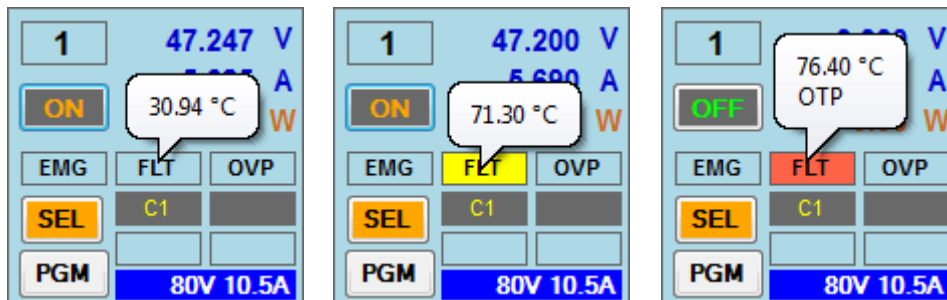 1
47.247 V
A
30.94 °C
ON
W
EMG FLT OVP
SEL
C1
PGM
80V 10.5A
1
47.200 V
5.690 A
71.30 °C
ON
W
EMG FLT OVP
SEL
C1
PGM
80V 10.5A
1
V
76.40 °C
OTP
A
OFF
W
EMG FLT OVP
SEL
C1
PGM
80V 10.5A